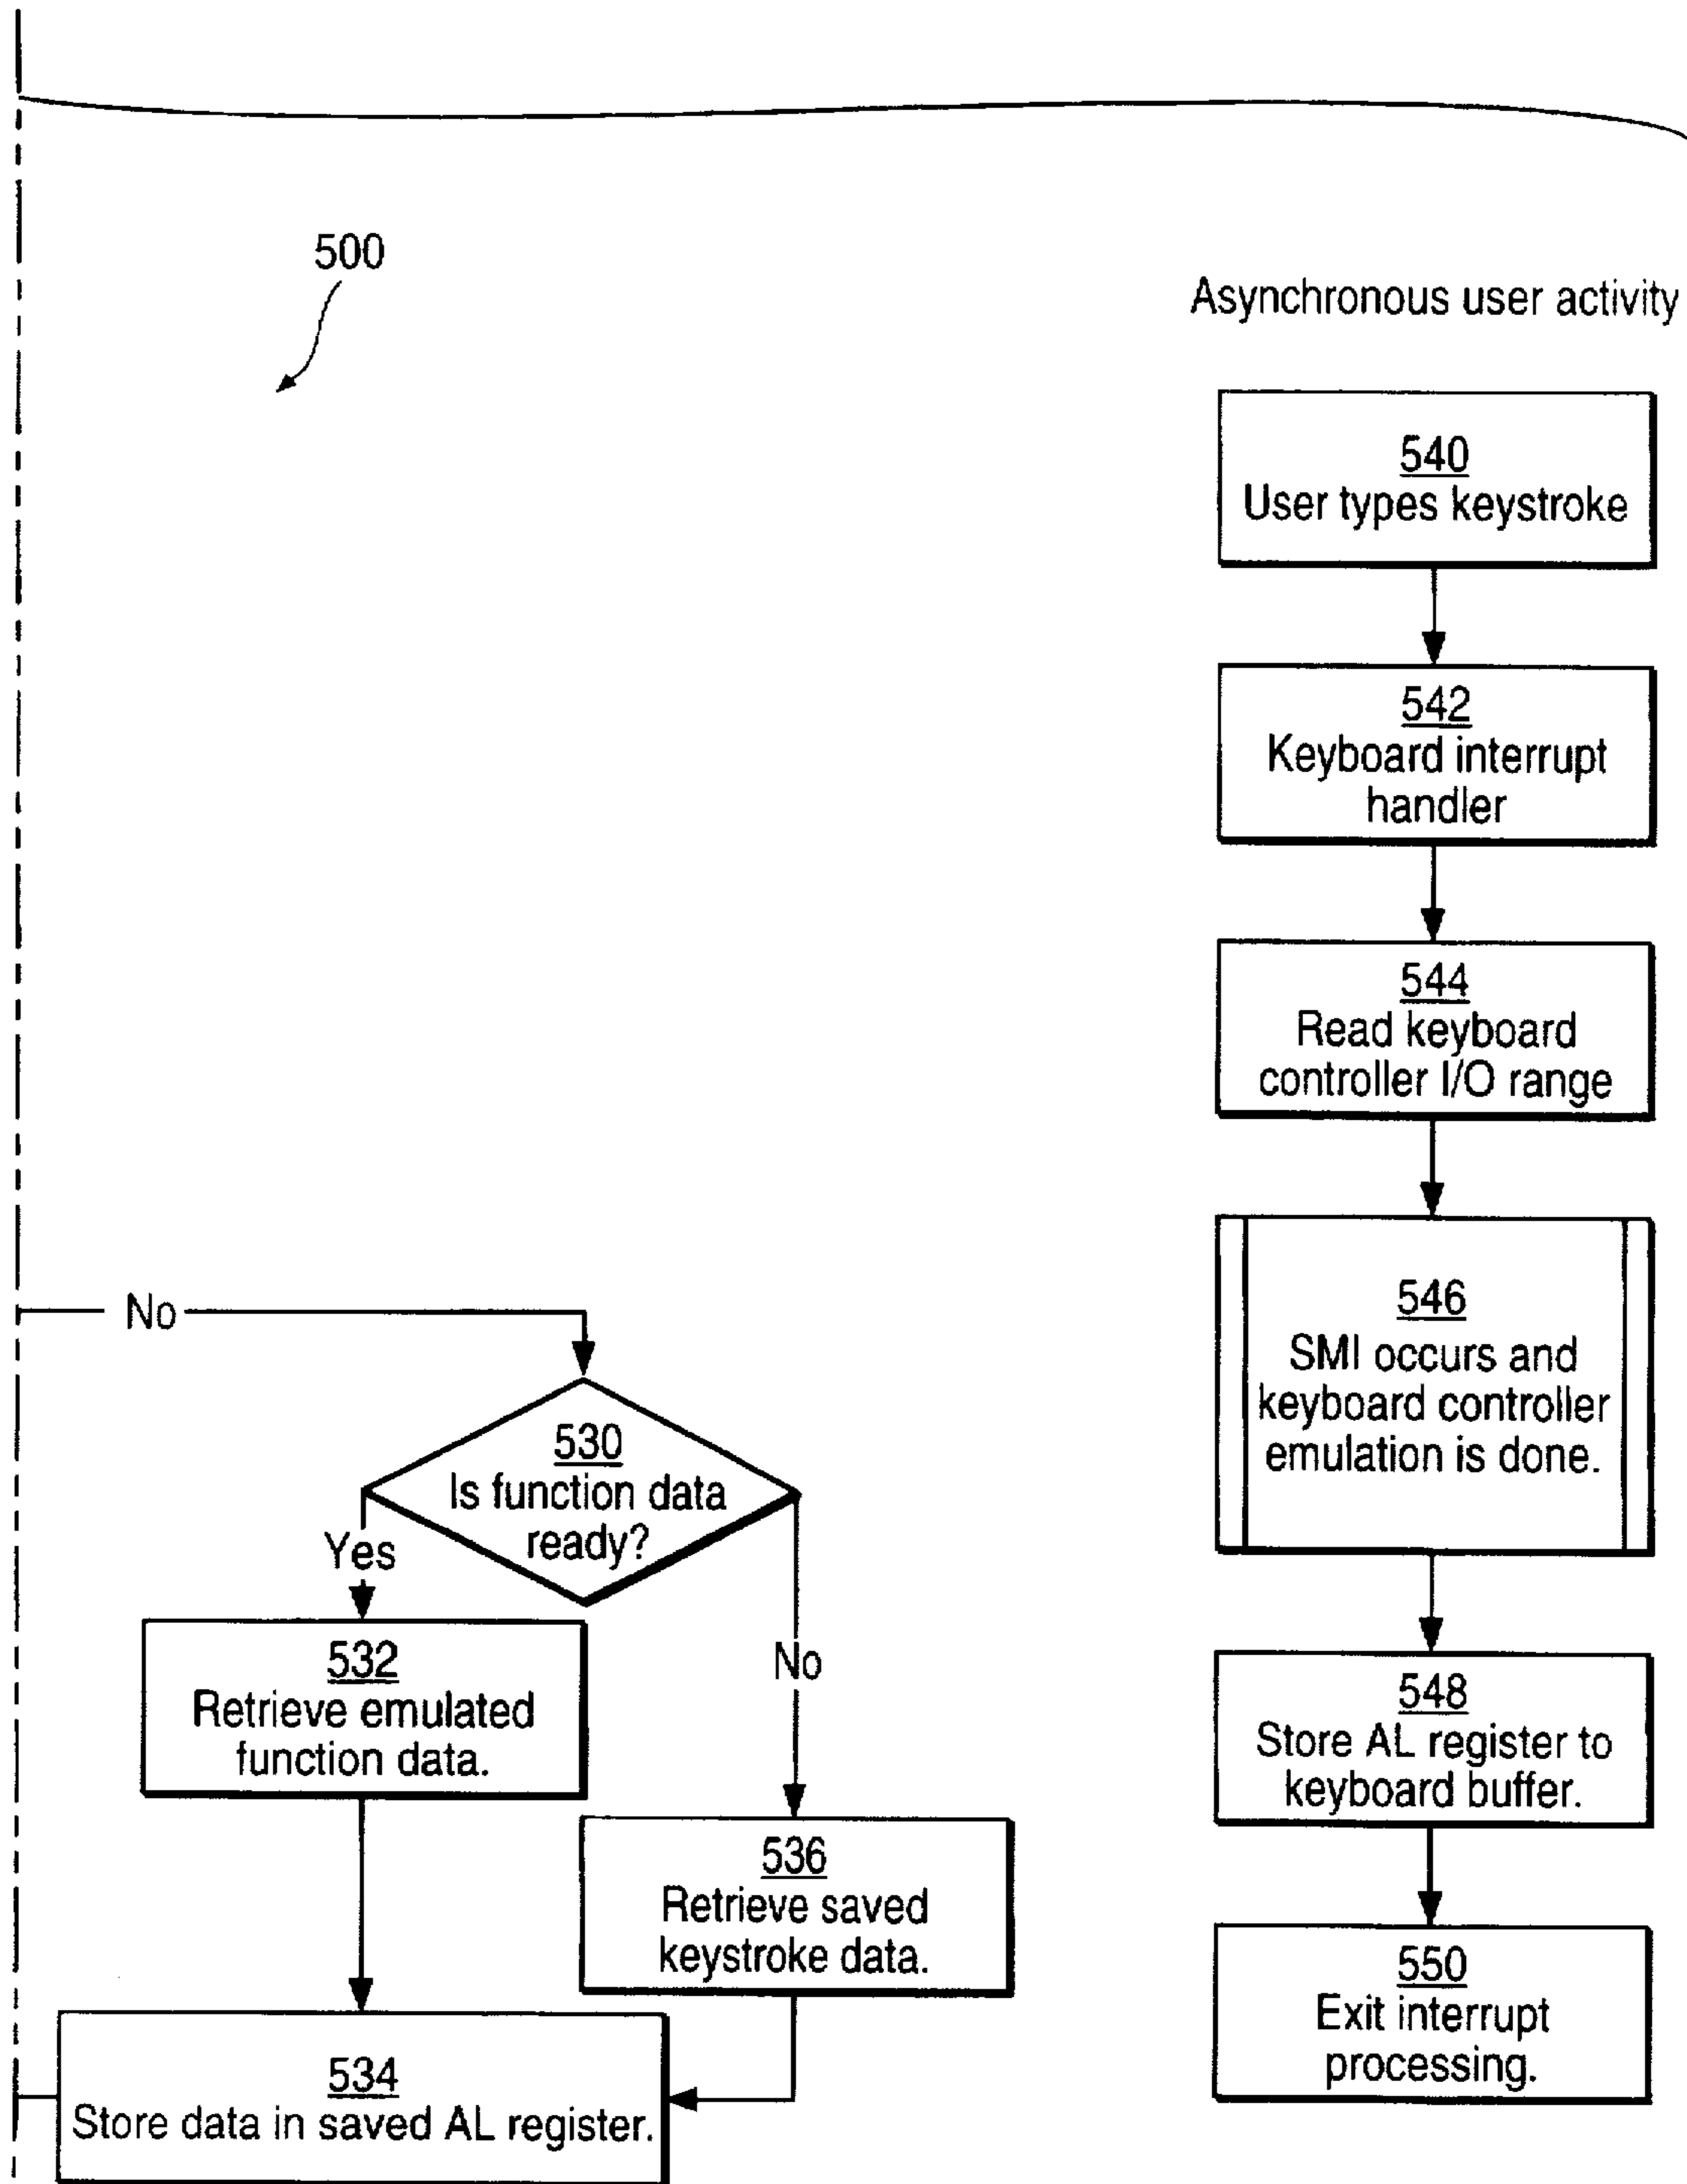 500
Asynchronous user activity
540
User types keystroke
542
Keyboard interrupt
handler
544
Read keyboard
controller I/O range
546
SMI occurs and
keyboard controller
emulation is done.
548
Store AL register to
keyboard buffer.
550
Exit interrupt
processing.
No
530
Is function data
ready?
Yes
No
532
Retrieve emulated
function data.
536
Retrieve saved
keystroke data.
534
Store data in saved AL register.